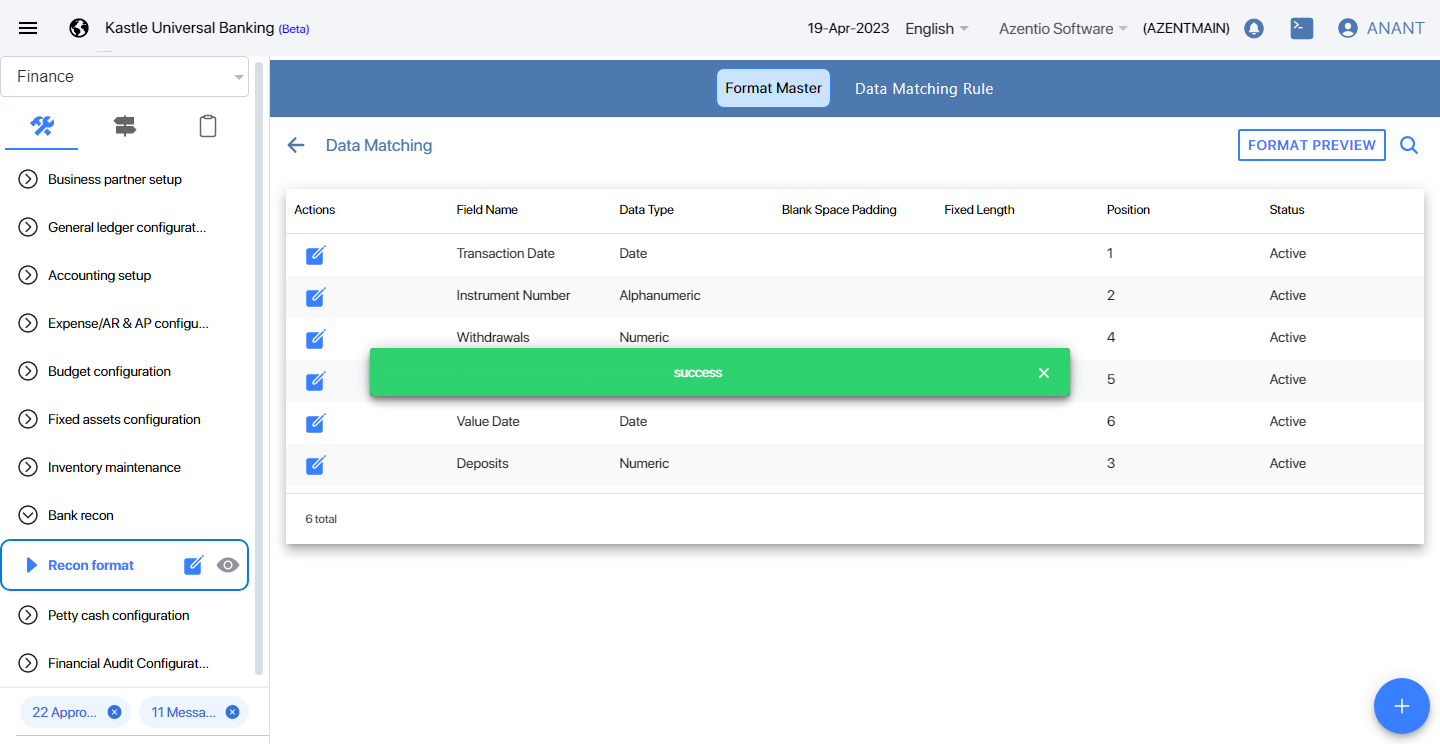 Kastle Universal Banking (Beta)
19-Apr-2023 English Azentio Software (AZENTMAIN) ANANT
Finance
Format Master Data Matching Rule
Data Matching FORMAT PREVIEW
Business partner setup
General ledger configurat...
Accounting setup
Expense/AR & AP configu...
Budget configuration
Fixed assets configuration
Inventory maintenance
Bank recon
Recon format
Petty cash configuration
Financial Audit Configurat...
22 Appro... 11 Messa...
Actions Field Name Data Type Blank Space Padding Fixed Length Position Status
Transaction Date Date 1 Active
Instrument Number Alphanumeric 2 Active
Withdrawals Numeric 4 Active
success
5 Active
Value Date Date 6 Active
Deposits Numeric 3 Active
6 total